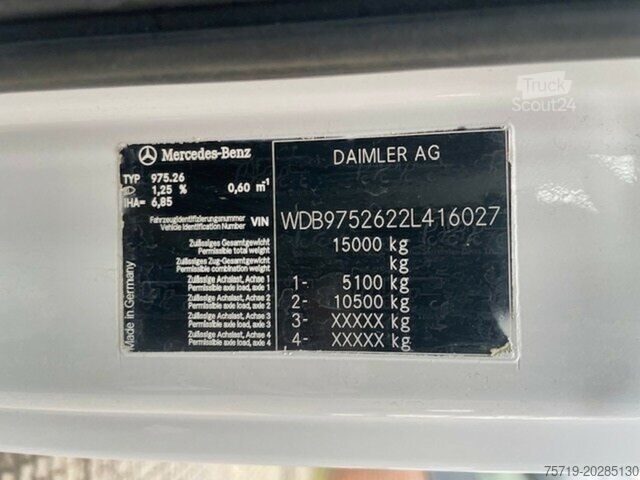 Truck
Scout24
Mercedes-Benz
DAIMLER AG
TYP 975.26
1,25 % 0,60 m-1
IHA= 6,85
Fahrzeugidentifizierungsnummer
Vehicle Identification Number VIN WDB9752622L416027
Zulässiges Gesamtgewicht
Permissible total weight 15000 kg
Zulässiges Zug-Gesamtgewicht
Permissible combination weight kg
Zulässige Achslast, Achse 1
Permissible axle load, axle 1 1- 5100 kg
Zulässige Achslast, Achse 2
Permissible axle load, axle 2 2- 10500 kg
Zulässige Achslast, Achse 3
Permissible axle load, axle 3 3- XXXXX kg
Zulässige Achslast, Achse 4
Permissible axle load, axle 4 4- XXXXX kg
Made in Germany
75719-20285130